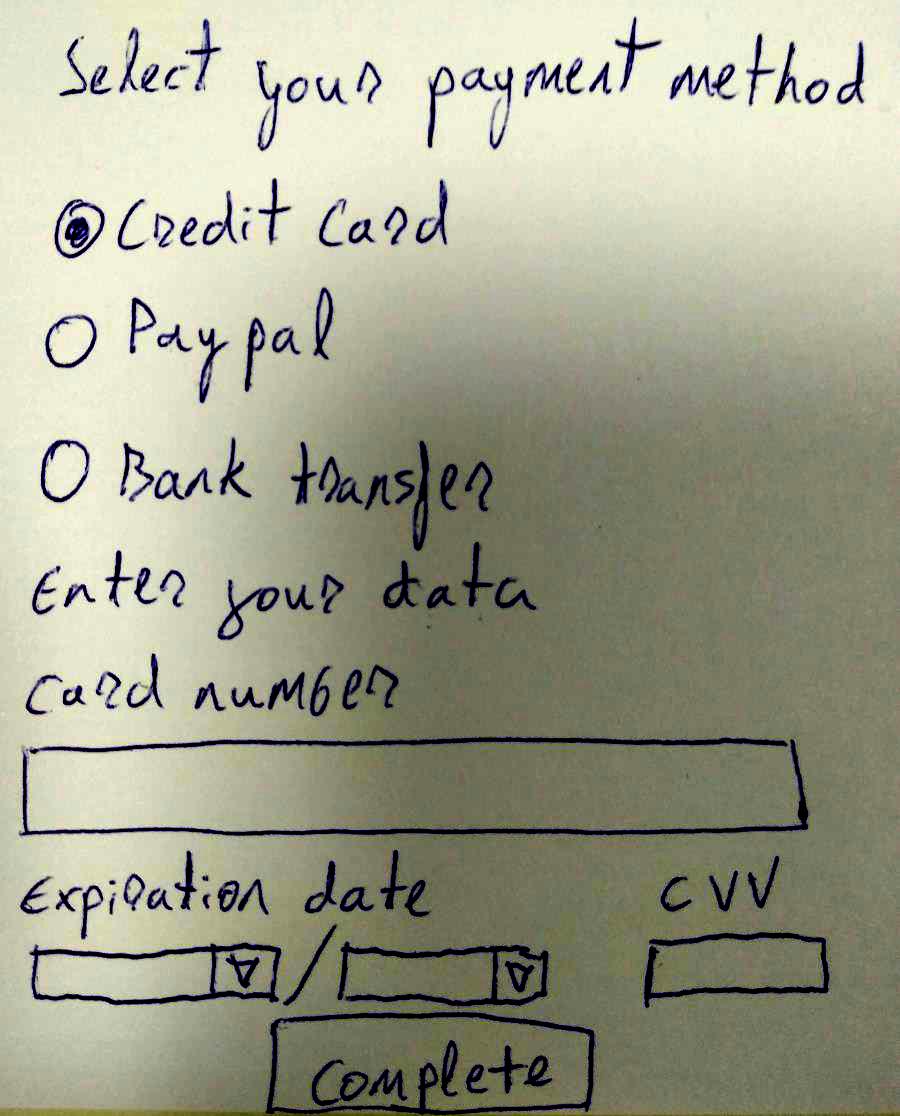 Select your payment method
Credit Card
Paypal
Bank transfer
Enter your data
Card number
Expiration date CVV
/
Complete